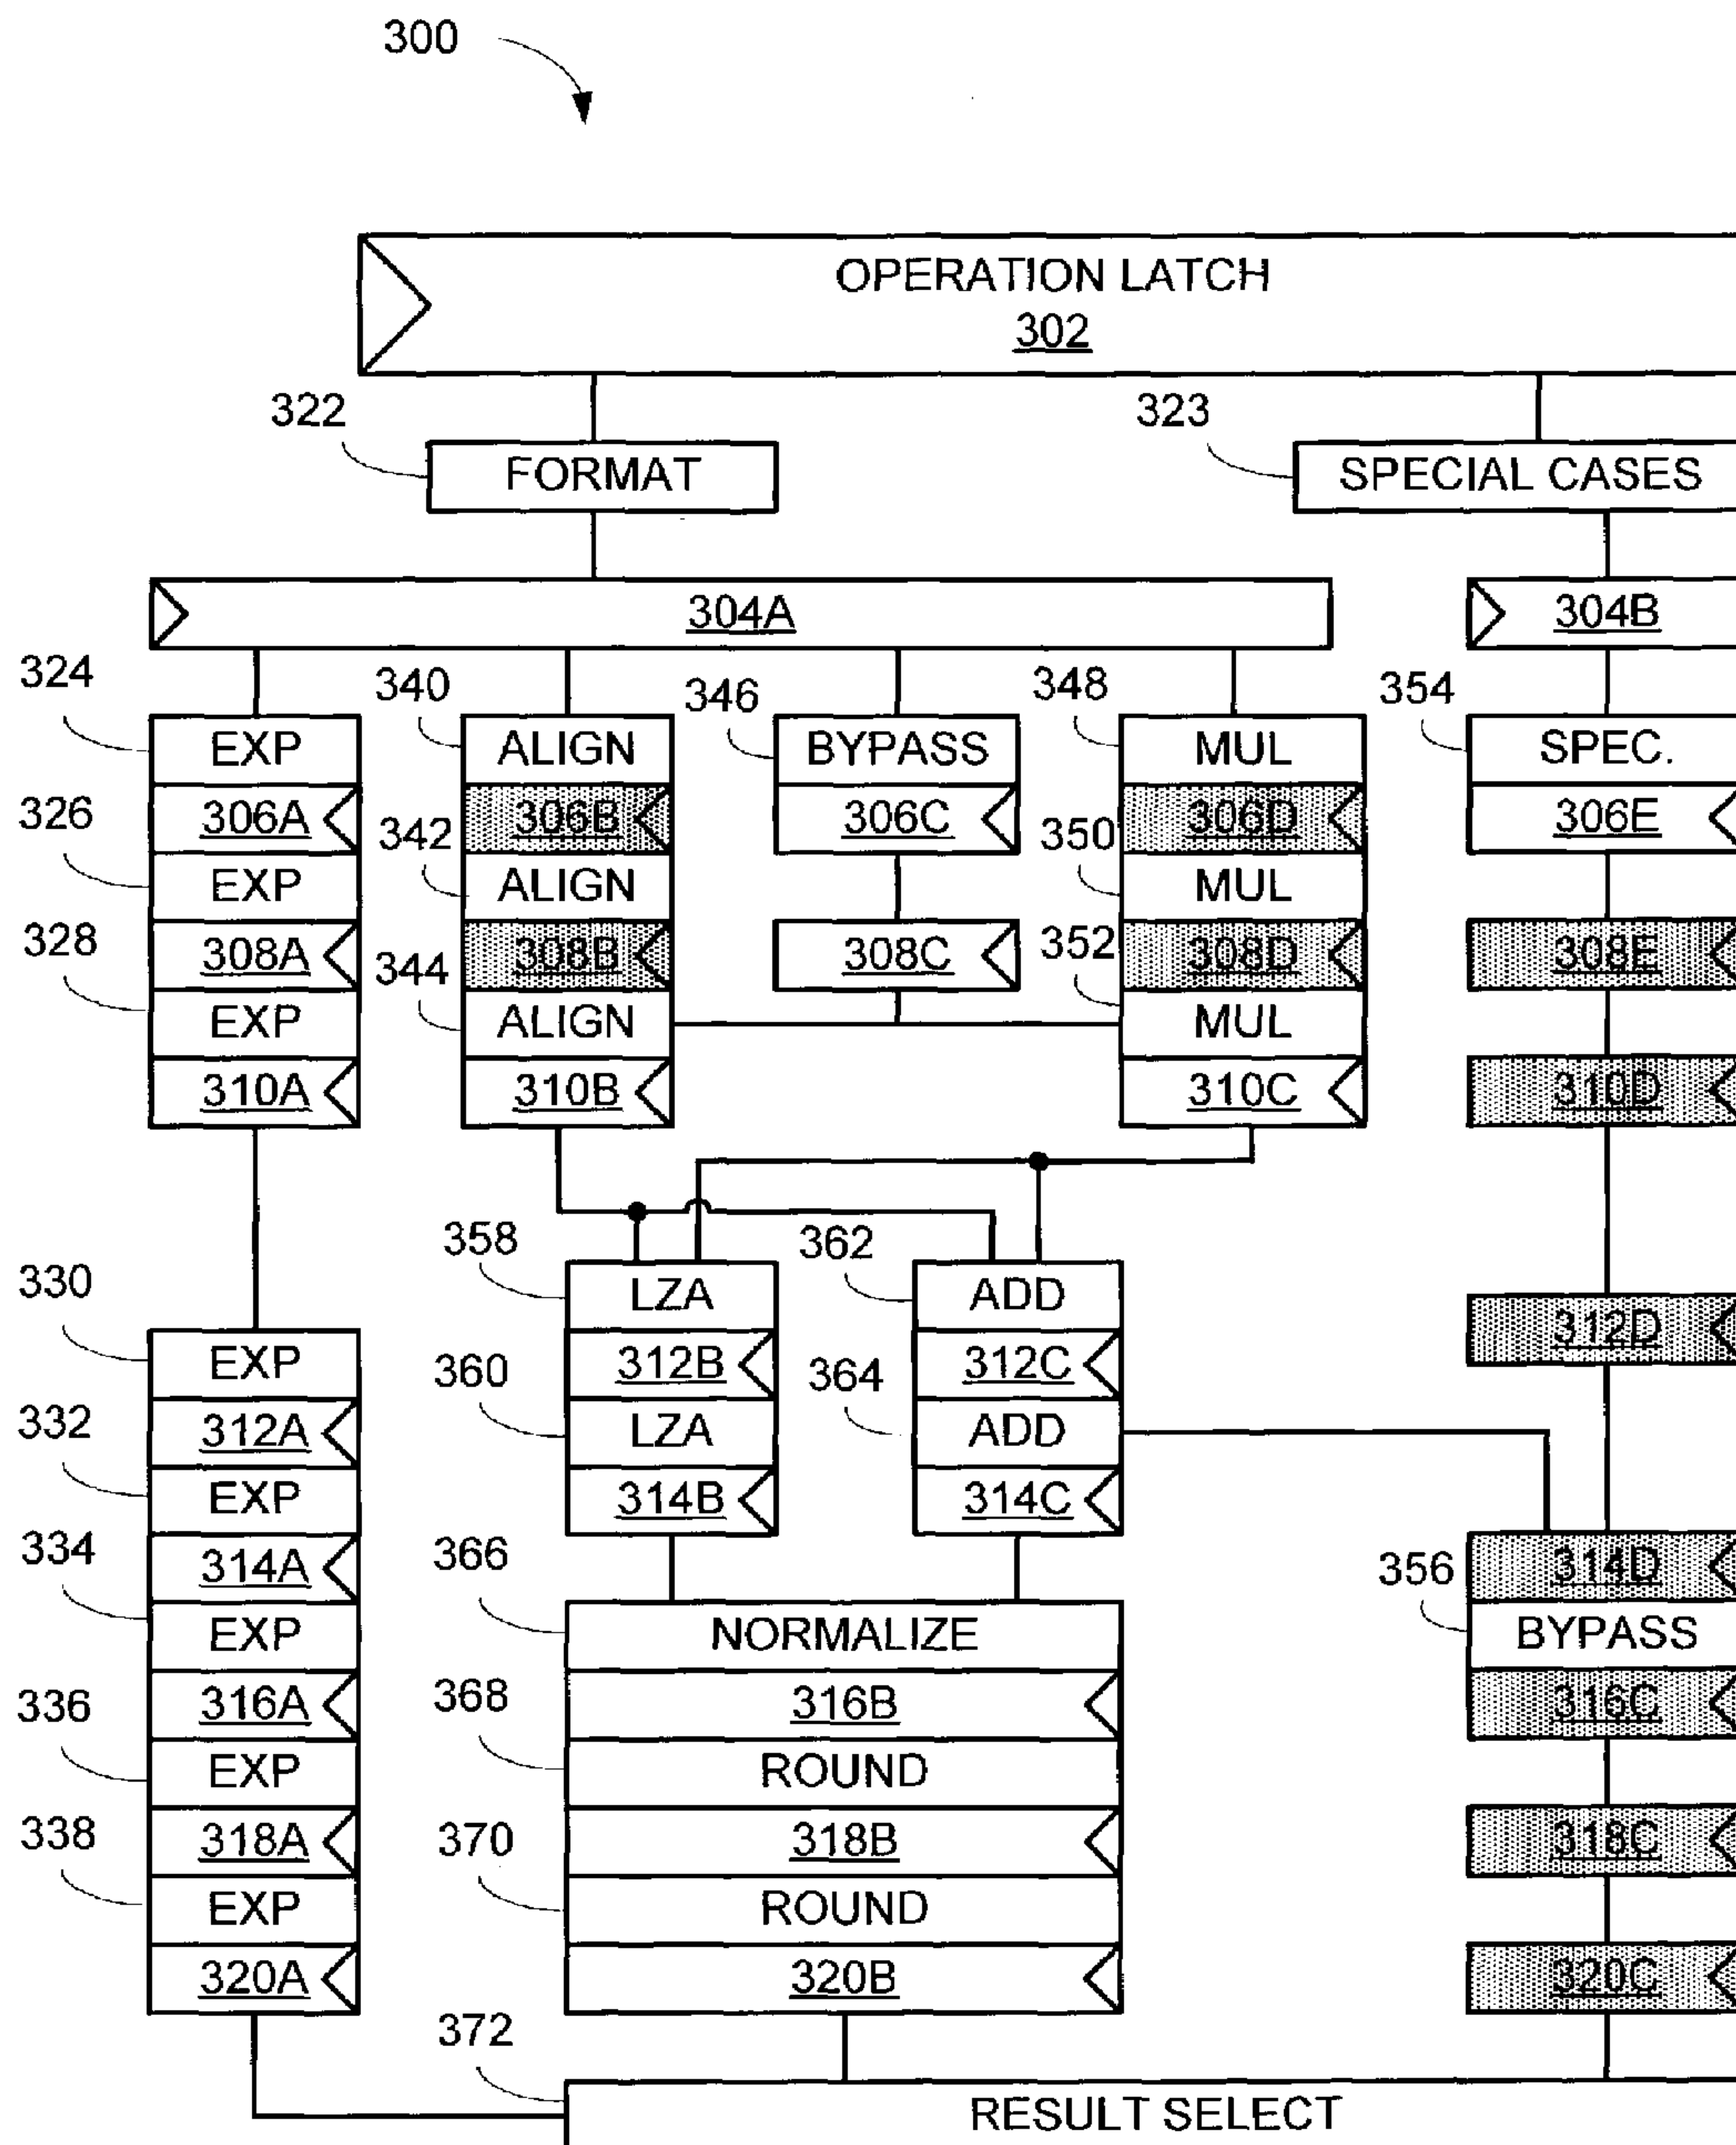 300
OPERATION LATCH
302
322
323
FORMAT
SPECIAL CASES
304A
304B
324
340
346
348
354
EXP
ALIGN
BYPASS
MUL
SPEC.
326
306A
306B
306C
306D
306E
342
350
EXP
ALIGN
MUL
328
308A
344
308B
308C
352
308D
308E
EXP
ALIGN
MUL
310A
310B
310C
310D
358
362
330
LZA
ADD
EXP
312B
312C
312D
360
364
332
312A
LZA
ADD
EXP
314B
314C
334
314A
366
356
314D
EXP
NORMALIZE
BYPASS
336
316A
368
316B
316C
EXP
ROUND
338
318A
370
318B
318C
EXP
ROUND
320A
320B
320C
372
RESULT SELECT